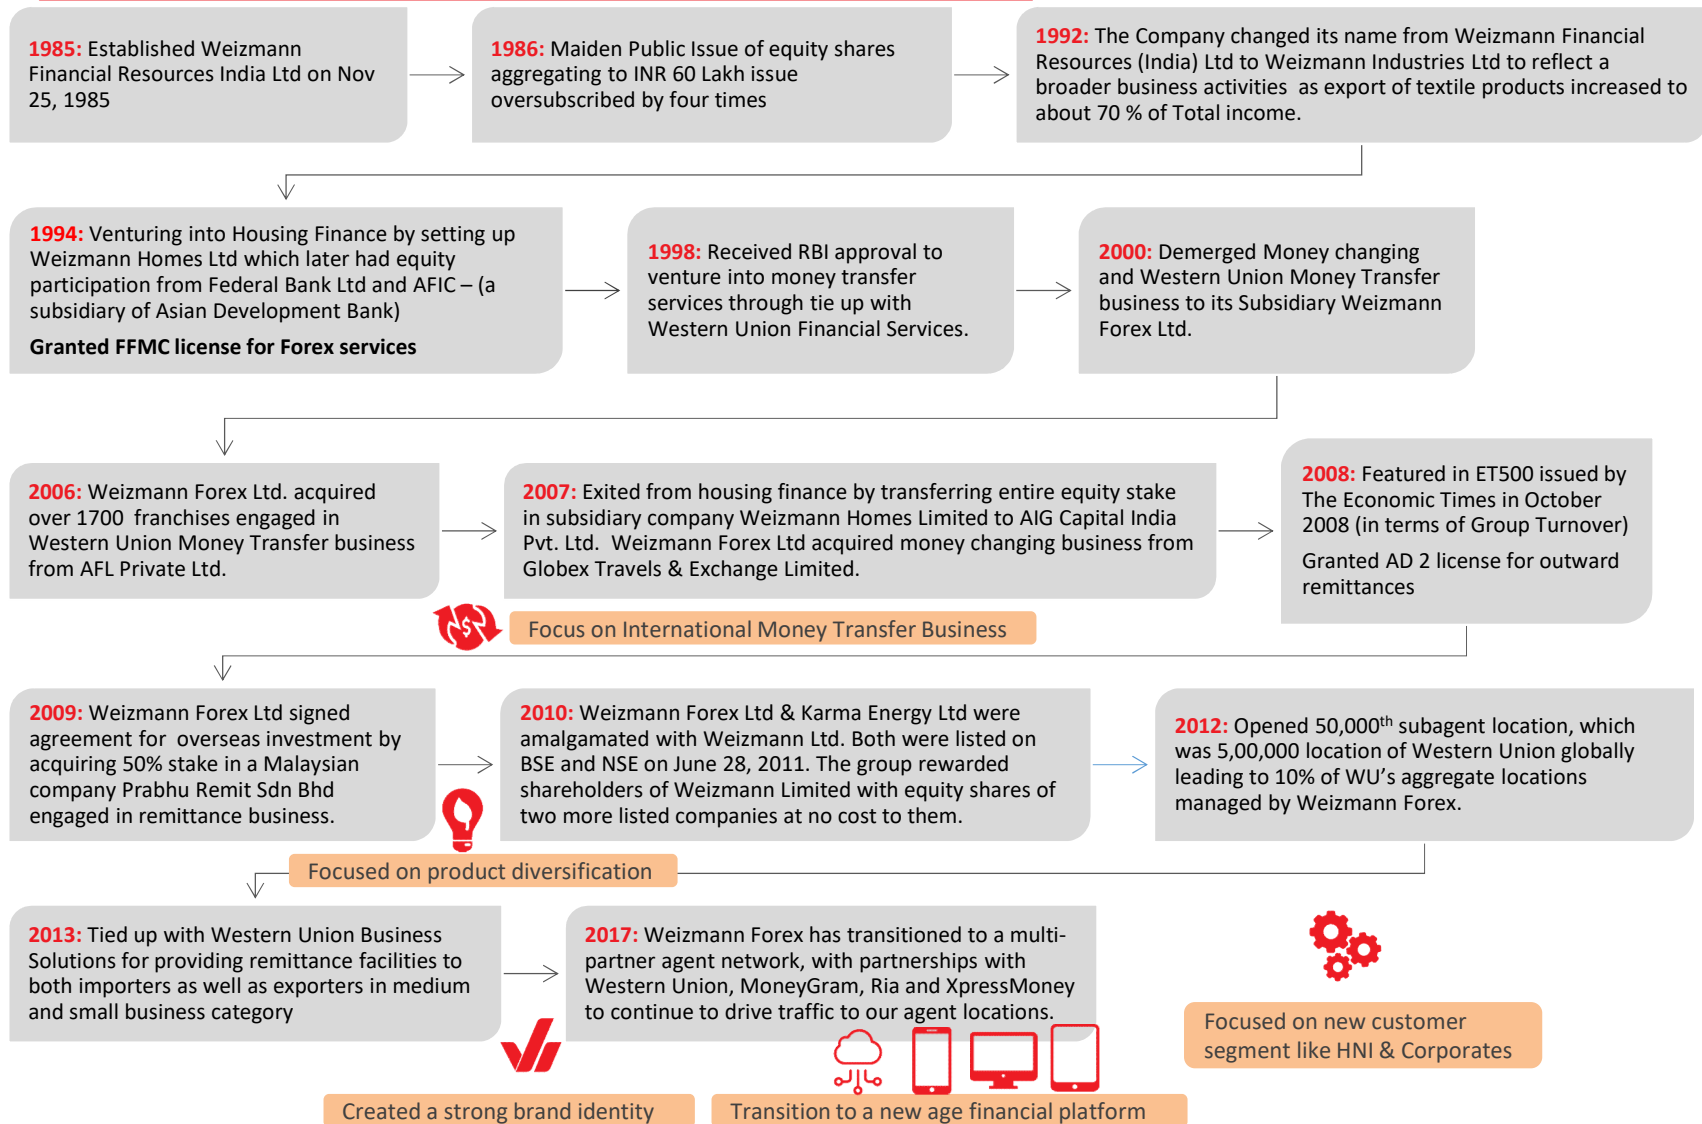 1985: Established Weizmann
Financial Resources India Ltd on Nov
25, 1985
1986: Maiden Public Issue of equity shares
aggregating to INR 60 Lakh issue
oversubscribed by four times
1992: The Company changed its name from Weizmann Financial
Resources (India) Ltd to Weizmann Industries Ltd to reflect a
broader business activities as export of textile products increased to
about 70 % of Total income.
1994: Venturing into Housing Finance by setting up
Weizmann Homes Ltd which later had equity
participation from Federal Bank Ltd and AFIC – (a
subsidiary of Asian Development Bank)
Granted FFMC license for Forex services
1998: Received RBI approval to
venture into money transfer
services through tie up with
Western Union Financial Services.
2000: Demerged Money changing
and Western Union Money Transfer
business to its Subsidiary Weizmann
Forex Ltd.
2006: Weizmann Forex Ltd. acquired
over 1700 franchises engaged in
Western Union Money Transfer business
from AFL Private Ltd.
2007: Exited from housing finance by transferring entire equity stake
in subsidiary company Weizmann Homes Limited to AIG Capital India
Pvt. Ltd. Weizmann Forex Ltd acquired money changing business from
Globex Travels & Exchange Limited.
2008: Featured in ET500 issued by
The Economic Times in October
2008 (in terms of Group Turnover)
Granted AD 2 license for outward
remittances
Focus on International Money Transfer Business
2009: Weizmann Forex Ltd signed
agreement for overseas investment by
acquiring 50% stake in a Malaysian
company Prabhu Remit Sdn Bhd
engaged in remittance business.
2010: Weizmann Forex Ltd & Karma Energy Ltd were
amalgamated with Weizmann Ltd. Both were listed on
BSE and NSE on June 28, 2011. The group rewarded
shareholders of Weizmann Limited with equity shares of
two more listed companies at no cost to them.
2012: Opened 50,000th subagent location, which
was 5,00,000 location of Western Union globally
leading to 10% of WU’s aggregate locations
managed by Weizmann Forex.
Focused on product diversification
2013: Tied up with Western Union Business
Solutions for providing remittance facilities to
both importers as well as exporters in medium
and small business category
2017: Weizmann Forex has transitioned to a multi-
partner agent network, with partnerships with
Western Union, MoneyGram, Ria and XpressMoney
to continue to drive traffic to our agent locations.
Focused on new customer
segment like HNI & Corporates
Created a strong brand identity
Transition to a new age financial platform